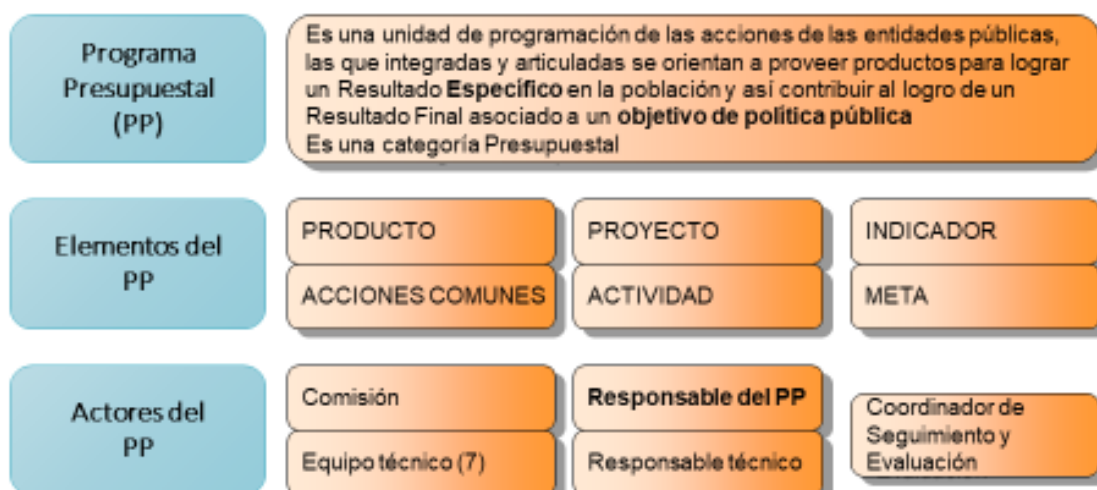 Programa
Presupuestal
(PP)
Es una unidad de programación de las acciones de las entidades públicas,
las que integradas y articuladas se orientan a proveer productos para lograr
un Resultado Específico en la población y así contribuir al logro de un
Resultado Final asociado a un objetivo de política pública
Es una categoría Presupuestal
Elementos del
PP
PRODUCTO
PROYECTO
INDICADOR
ACCIONES COMUNES
ACTIVIDAD
META
Actores del
PP
Comisión
Responsable del PP
Equipo técnico (7)
Responsable técnico
Coordinador de
Seguimiento y
Evaluación